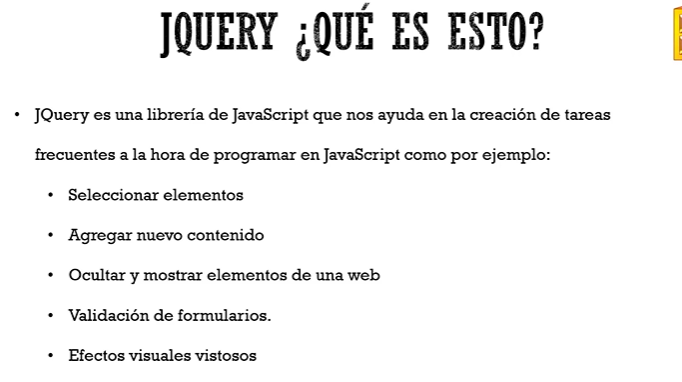 JQUERY ¿QUÉ ES ESTO?
• JQuery es una librería de JavaScript que nos ayuda en la creación de tareas
frecuentes a la hora de programar en JavaScript como por ejemplo:
• Seleccionar elementos
• Agregar nuevo contenido
• Ocultar y mostrar elementos de una web
• Validación de formularios.
• Efectos visuales vistosos